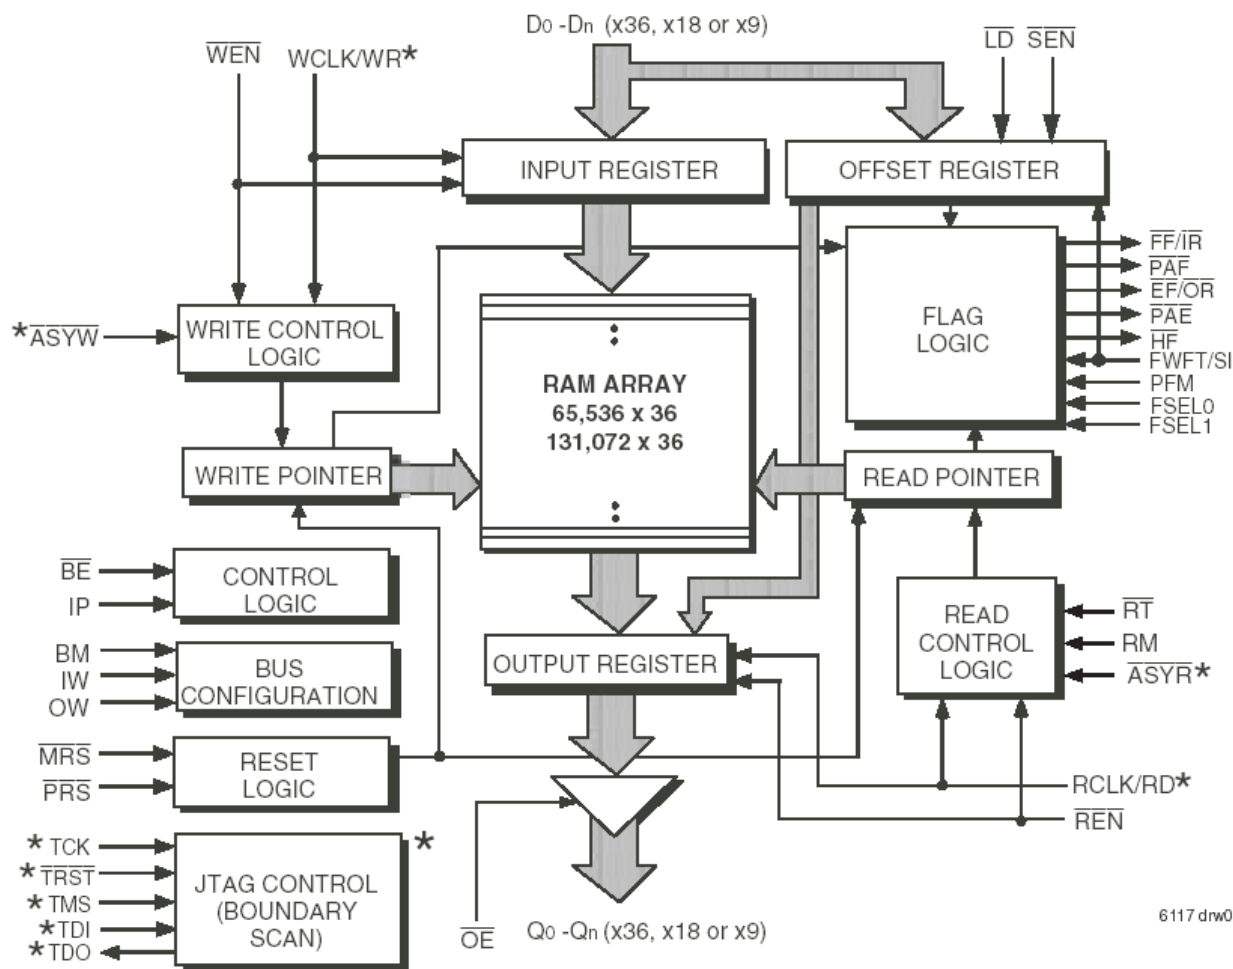 D0 -Dn (x36, x18 or x9)
WEN
WCLK/WR*
LD SEN
INPUT REGISTER
OFFSET REGISTER
FF/IR
PAF
EF/OR
PAE
HF
FWFT/SI
PFM
FSEL0
FSEL1
FLAG
LOGIC
*ASYW
WRITE CONTROL
LOGIC
RAM ARRAY
65,536 x 36
131,072 x 36
WRITE POINTER
READ POINTER
BE
IP
CONTROL
LOGIC
READ
CONTROL
LOGIC
RT
RM
ASYR*
BM
IW
OW
BUS
CONFIGURATION
OUTPUT REGISTER
MRS
PRS
RESET
LOGIC
RCLK/RD*
REN
*TCK
*TRST
*TMS
*TDI
*TDO
JTAG CONTROL
(BOUNDARY
SCAN)
*
OE
Q0 -Qn (x36, x18 or x9)
6117 drw0